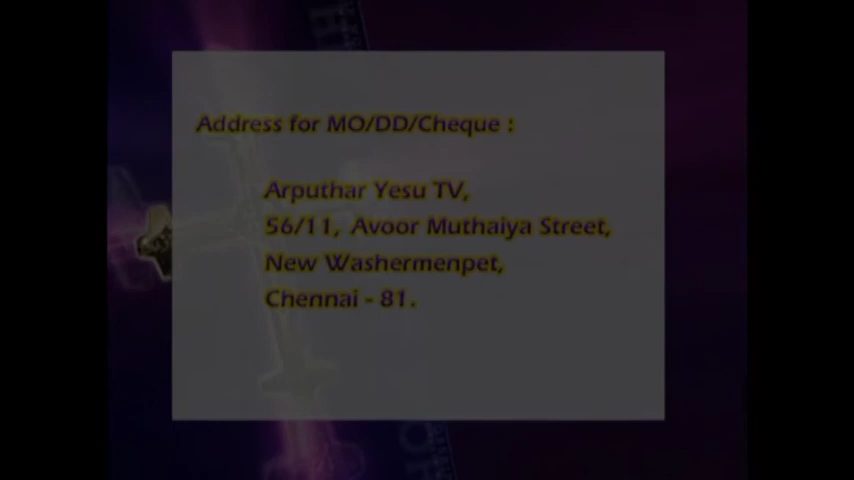 Address for MO/DD/Cheque :
Arputhar Yesu TV,
56/11, Avoor Muthaiya Street,
New Washermenpet,
Chennai - 81.